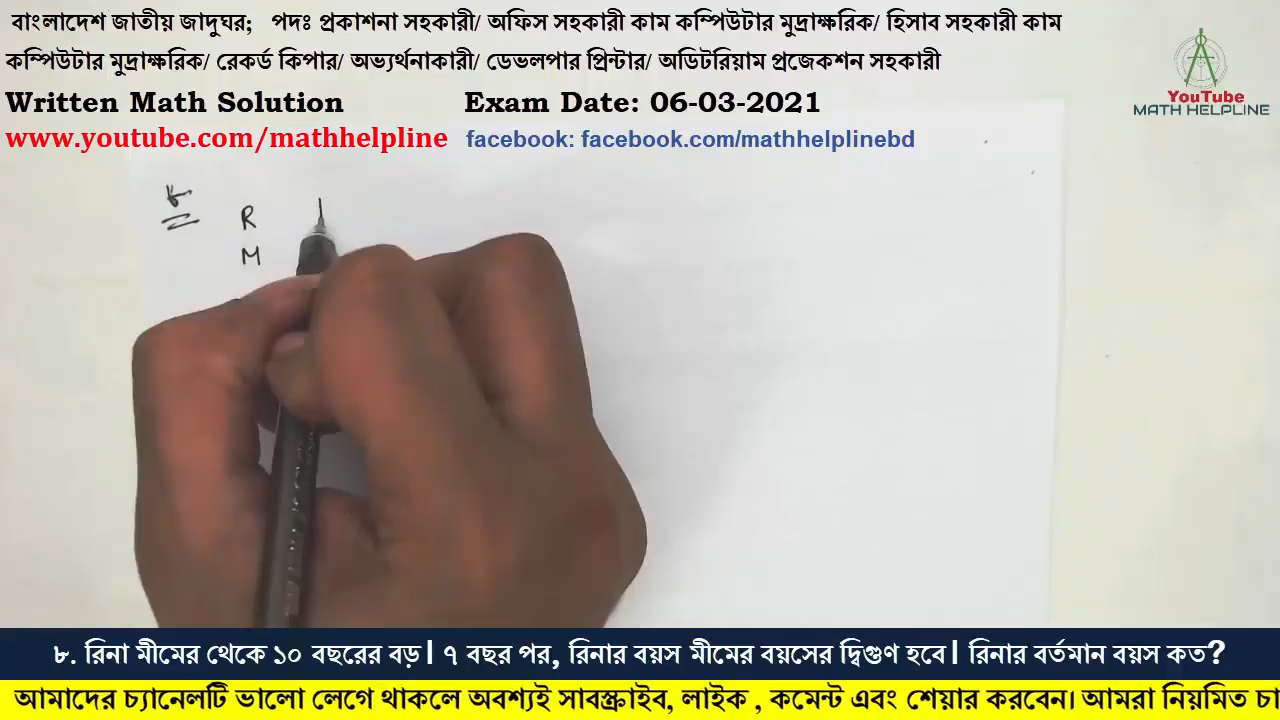 বাংলাদেশ জাতীয় জাদুঘর; পদঃ প্রকাশনা সহকারী/ অফিস সহকারী কাম কম্পিউটার মুদ্রাক্ষরিক/ হিসাব সহকারী কাম
কম্পিউটার মুদ্রাক্ষরিক/ রেকর্ড কিপার/ অভ্যর্থনাকারী/ ডেভলপার প্রিন্টার/ অডিটরিয়াম প্রজেকশন সহকারী
Written Math Solution Exam Date: 06-03-2021
YouTube
MATH HELPLINE
www.youtube.com/mathhelpline facebook: facebook.com/mathhelplinebd
৮
R
M
৮. রিনা মীমের থেকে ১০ বছরের বড়। ৭ বছর পর, রিনার বয়স মীমের বয়সের দ্বিগুণ হবে। রিনার বর্তমান বয়স কত?
আমাদের চ্যানেলটি ভালো লেগে থাকলে অবশ্যই সাবস্ক্রাইব, লাইক , কমেন্ট এবং শেয়ার করবেন। আমরা নিয়মিত চা